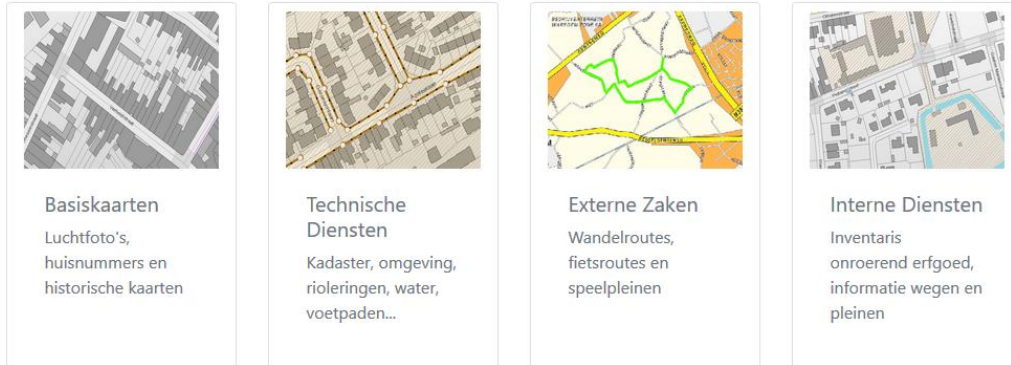 Basiskaarten
Luchtfoto's,
huisnummers en
historische kaarten
Technische
Diensten
Kadaster, omgeving,
rioleringen, water,
voetpaden...
Externe Zaken
Wandelroutes,
fietsroutes en
speelpleinen
Interne Diensten
Inventaris
onroerend erfgoed,
informatie wegen en
pleinen